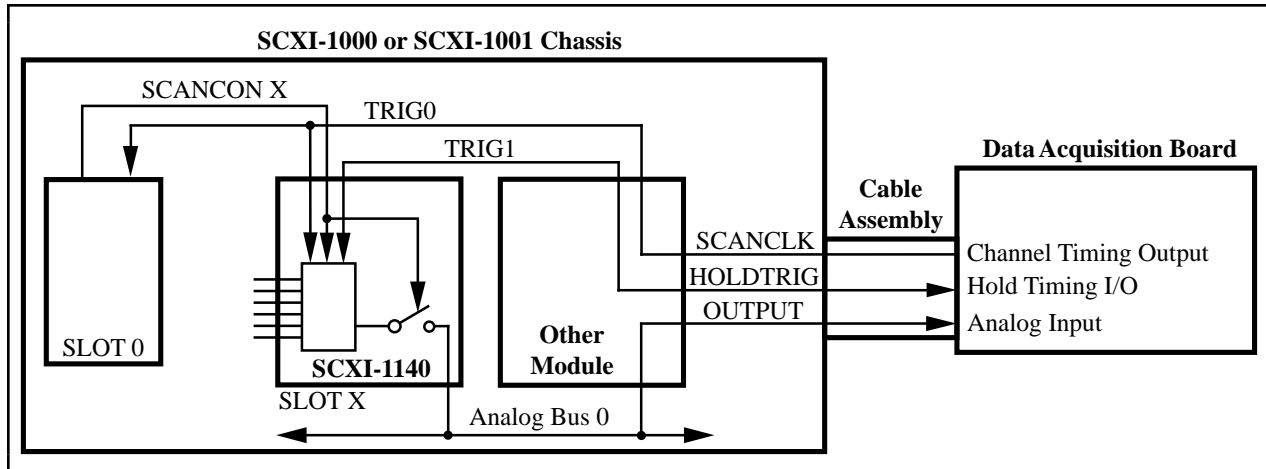 SCXI-1000 or SCXI-1001 Chassis
SCANCON X
TRIG0
TRIG1
Data Acquisition Board
Cable
Assembly
SCANCLK
Channel Timing Output
HOLDTRIG
Hold Timing I/O
OUTPUT
Analog Input
SLOT 0
Other
Module
SCXI-1140
SLOT X
Analog Bus 0